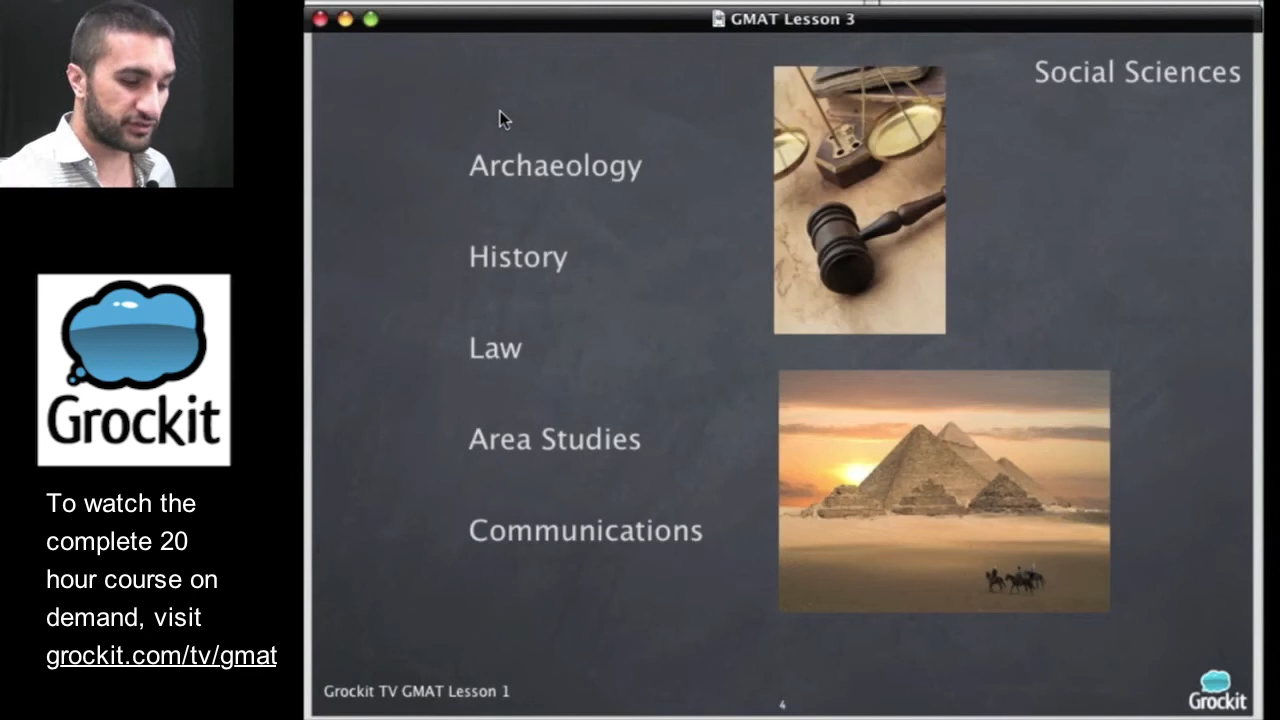 GMAT Lesson 3
Social Sciences
Archaeology
History
Law
Area Studies
Communications
Grockit
To watch the
complete 20
hour course on
demand, visit
grockit.com/tv/gmat
Grockit TV GMAT Lesson 1
4
Grockit